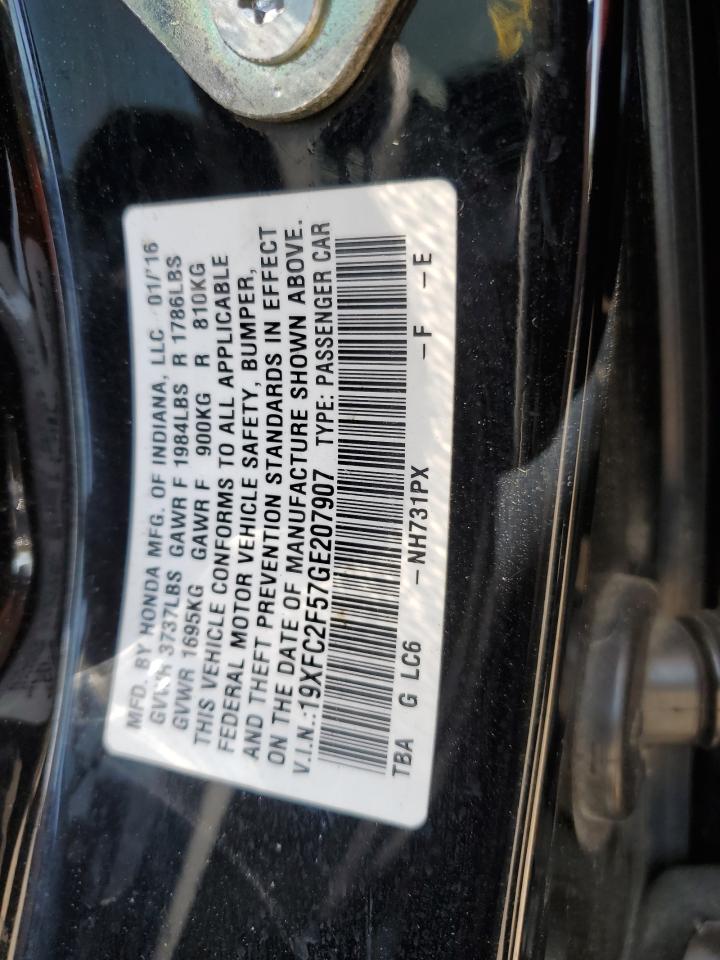 MFD. BY HONDA MFG. OF INDIANA, LLC 01/'16
3737LBS GAWR F 1984LBS R 1786LBS
GVWR 1695KG GAWR F 900KG R 810KG
THIS VEHICLE CONFORMS TO ALL APPLICABLE
FEDERAL MOTOR VEHICLE SAFETY, BUMPER,
AND THEFT PREVENTION STANDARDS IN EFFECT
ON THE DATE OF MANUFACTURE SHOWN ABOVE.
V.I.N.:19XFC2F57GE207907 TYPE: PASSENGER CAR
TBA G LC6 -NH731PX -F -E